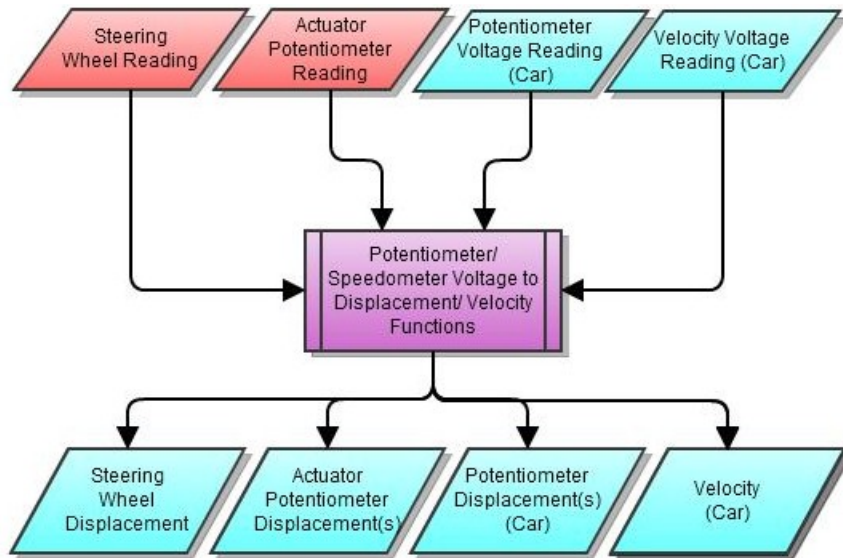 Steering
Wheel Reading
Actuator
Potentiometer
Reading
Potentiometer
Voltage Reading
(Car)
Velocity Voltage
Reading (Car)
Potentiometer/
Speedometer Voltage to
Displacement/ Velocity
Functions
Steering
Wheel
Displacement
Actuator
Potentiometer
Displacement(s)
Potentiometer
Displacement(s)
(Car)
Velocity
(Car)